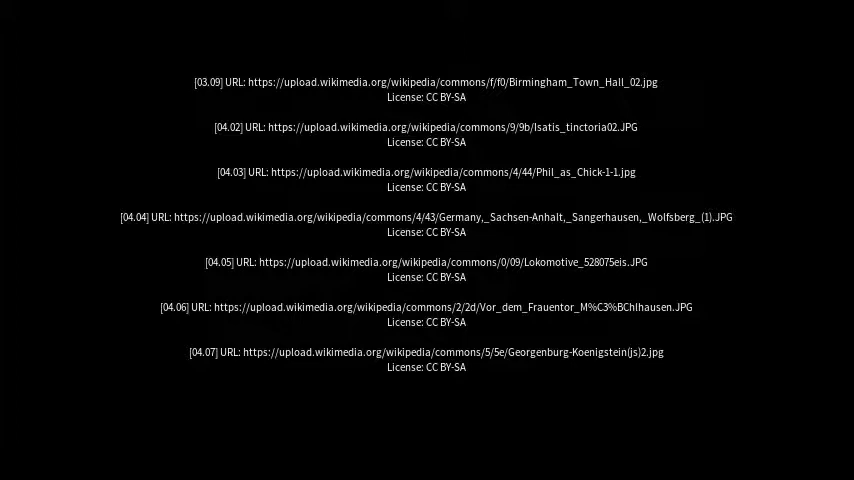 [03.09] URL: https://upload.wikimedia.org/wikipedia/commons/f/f0/Birmingham_Town_Hall_02.jpg
License: CC BY-SA
[04.02] URL: https://upload.wikimedia.org/wikipedia/commons/9/9b/Isatis_tinctoria02.JPG
License: CC BY-SA
[04.03] URL: https://upload.wikimedia.org/wikipedia/commons/4/44/Phil_as_Chick-1-1.jpg
License: CC BY-SA
[04.04] URL: https://upload.wikimedia.org/wikipedia/commons/4/43/Germany,_Sachsen-Anhalt,_Sangerhausen,_Wolfsberg_(1).JPG
License: CC BY-SA
[04.05] URL: https://upload.wikimedia.org/wikipedia/commons/0/09/Lokomotive_528075eis.JPG
License: CC BY-SA
[04.06] URL: https://upload.wikimedia.org/wikipedia/commons/2/2d/Vor_dem_Frauentor_M%C3%BChlhausen.JPG
License: CC BY-SA
[04.07] URL: https://upload.wikimedia.org/wikipedia/commons/5/5e/Georgenburg-Koenigstein(js)2.jpg
License: CC BY-SA